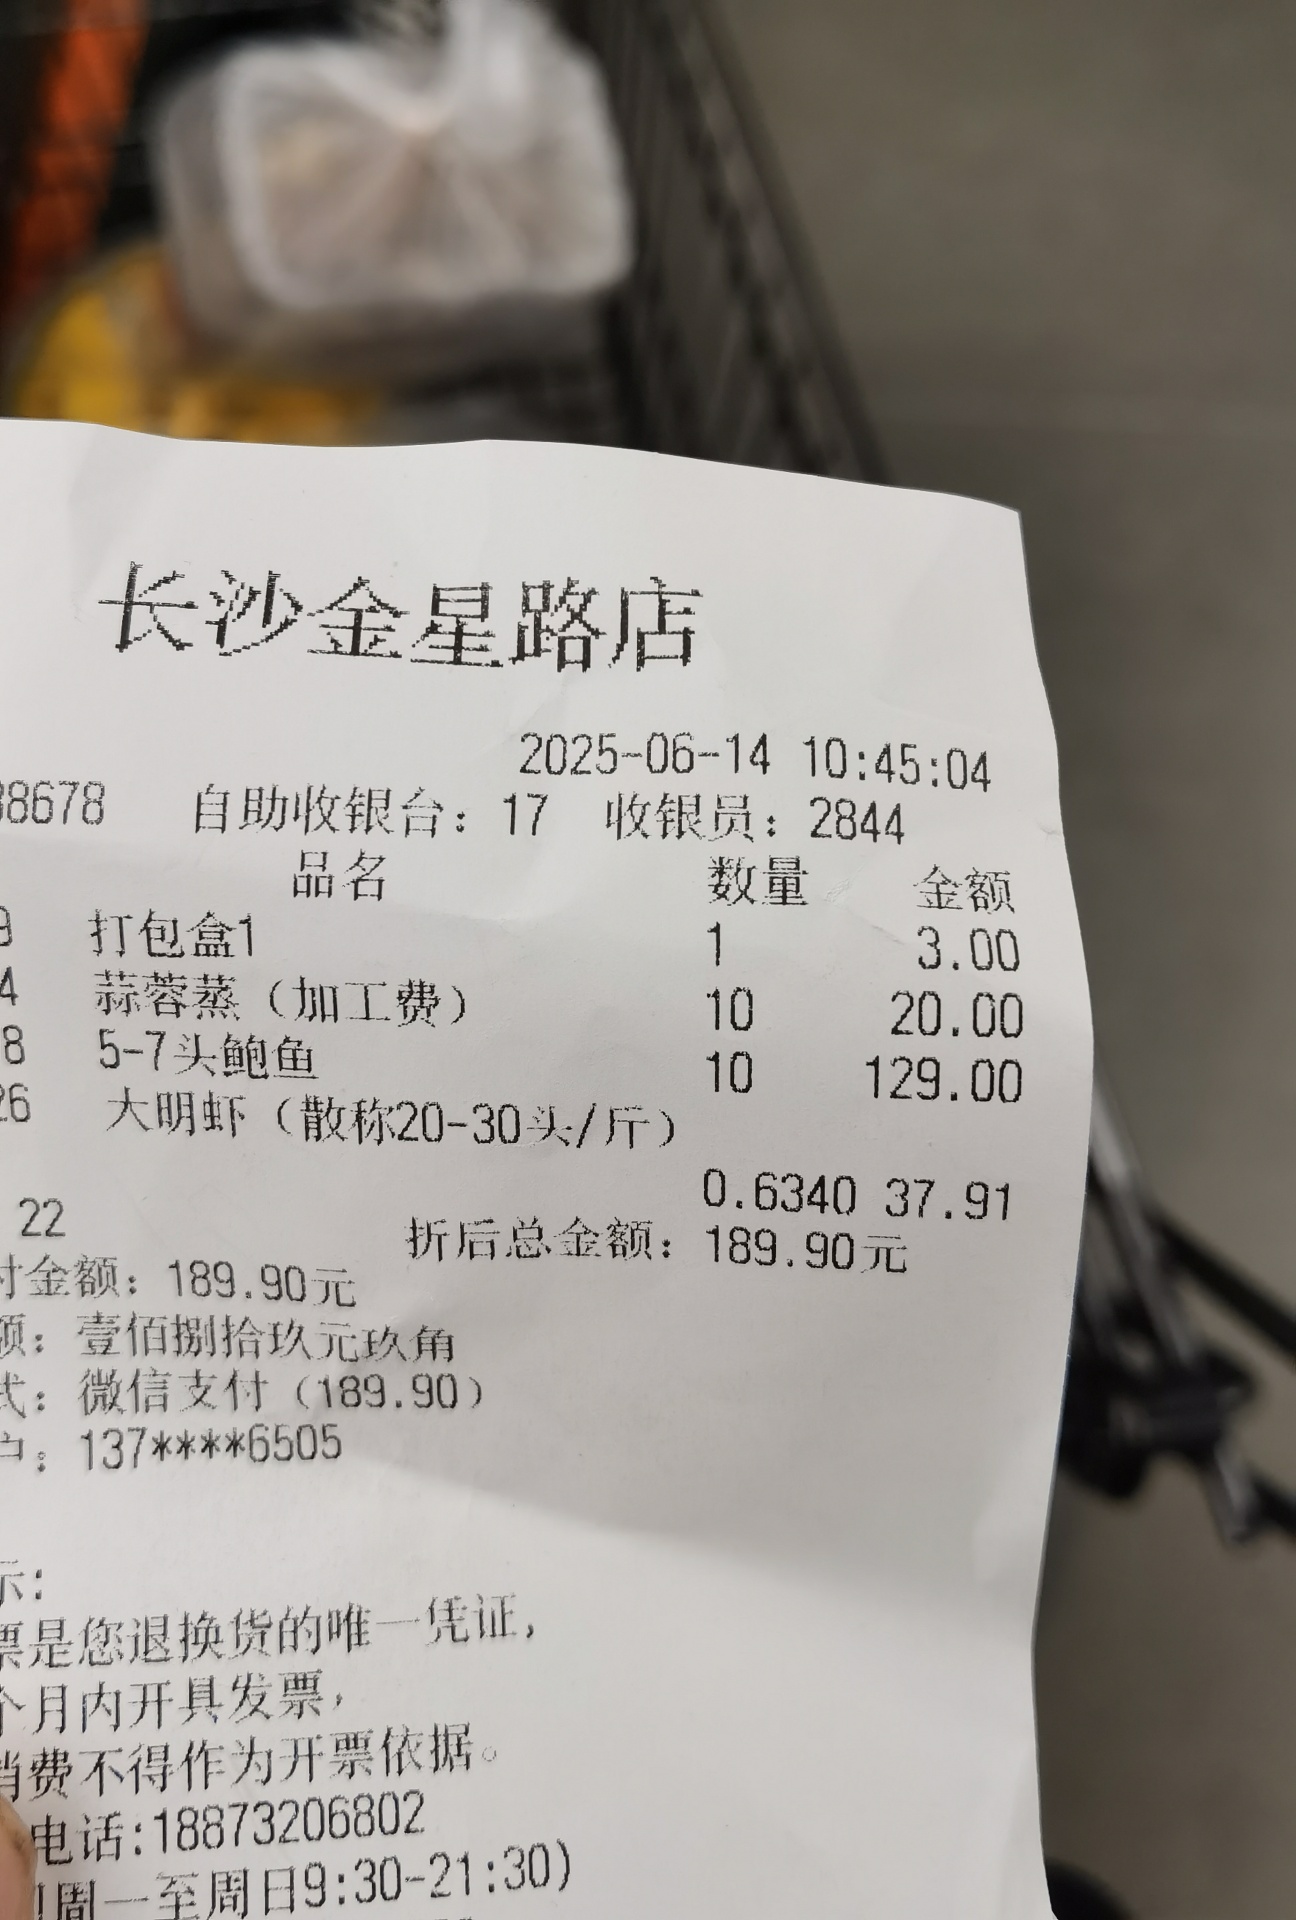 长沙金星路店
2025-06-14 10:45:04
88678 自助收银台: 17 收银员: 2844
品名 数量 金额
9 打包盒1 1 3.00
4 蒜蓉蒸（加工费） 10 20.00
8 5-7头鲍鱼 10 129.00
26 大明虾（散称20-30头/斤）
0.6340 37.91
22 折后总金额: 189.90元
付金额: 189.90元
额: 壹佰捌拾玖元玖角
式: 微信支付（189.90）
户: 137****6505
示:
票是您退换货的唯一凭证,
个月内开具发票,
消费不得作为开票依据。
电话:18873206802
周一至周日9:30-21:30)